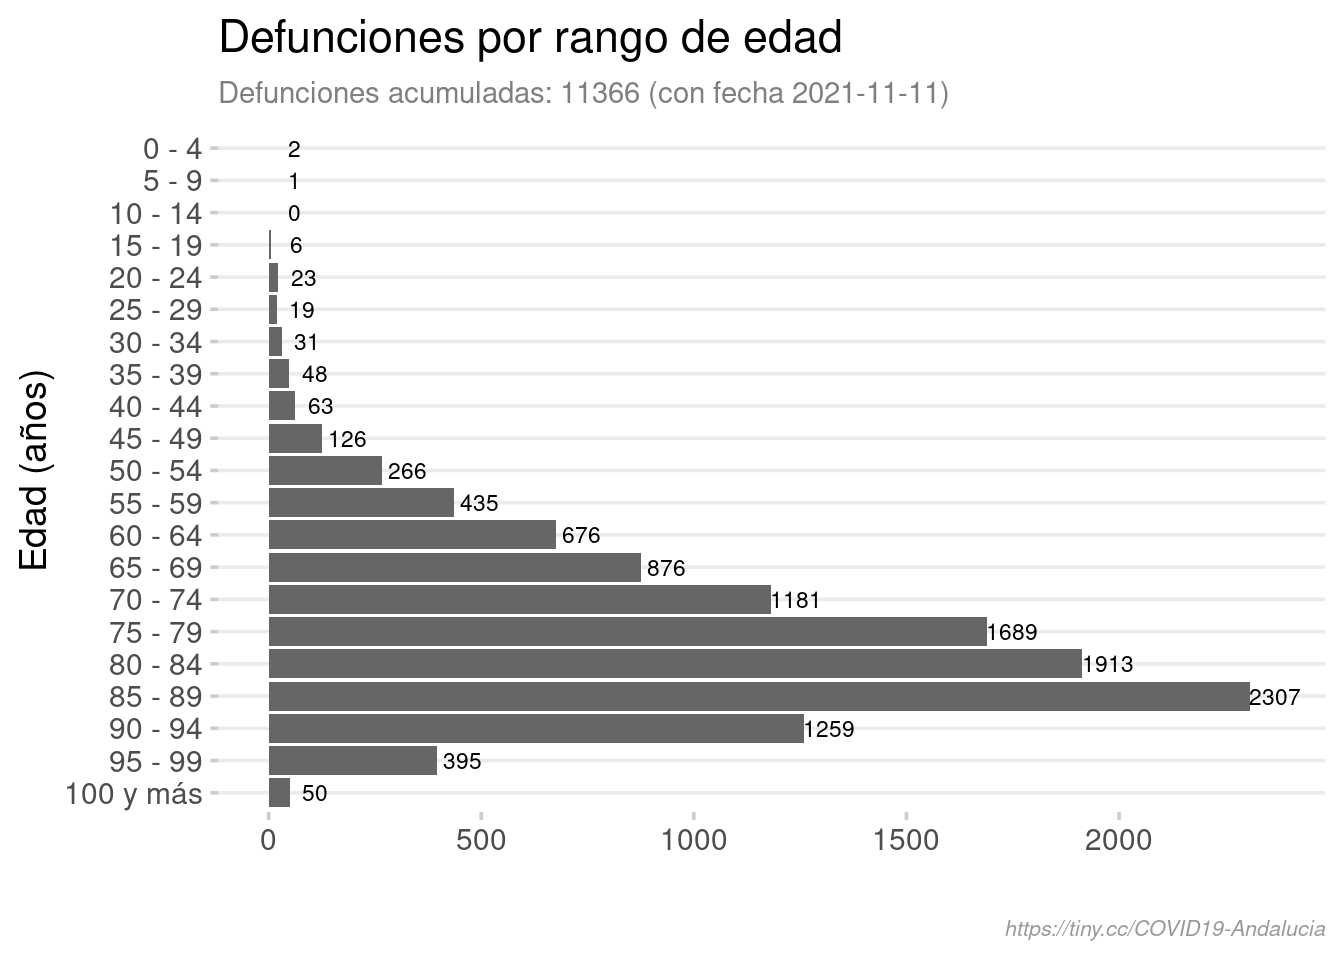 Defunciones por rango de edad
Defunciones acumuladas: 11366 (con fecha 2021-11-11)
Edad (años)
0 - 4 2
5 - 9 1
10 - 14 0
15 - 19 6
20 - 24 23
25 - 29 19
30 - 34 31
35 - 39 48
40 - 44 63
45 - 49 126
50 - 54 266
55 - 59 435
60 - 64 676
65 - 69 876
70 - 74 1181
75 - 79 1689
80 - 84 1913
85 - 89 2307
90 - 94 1259
95 - 99 395
100 y más 50
0 500 1000 1500 2000
https://tiny.cc/COVID19-Andalucia